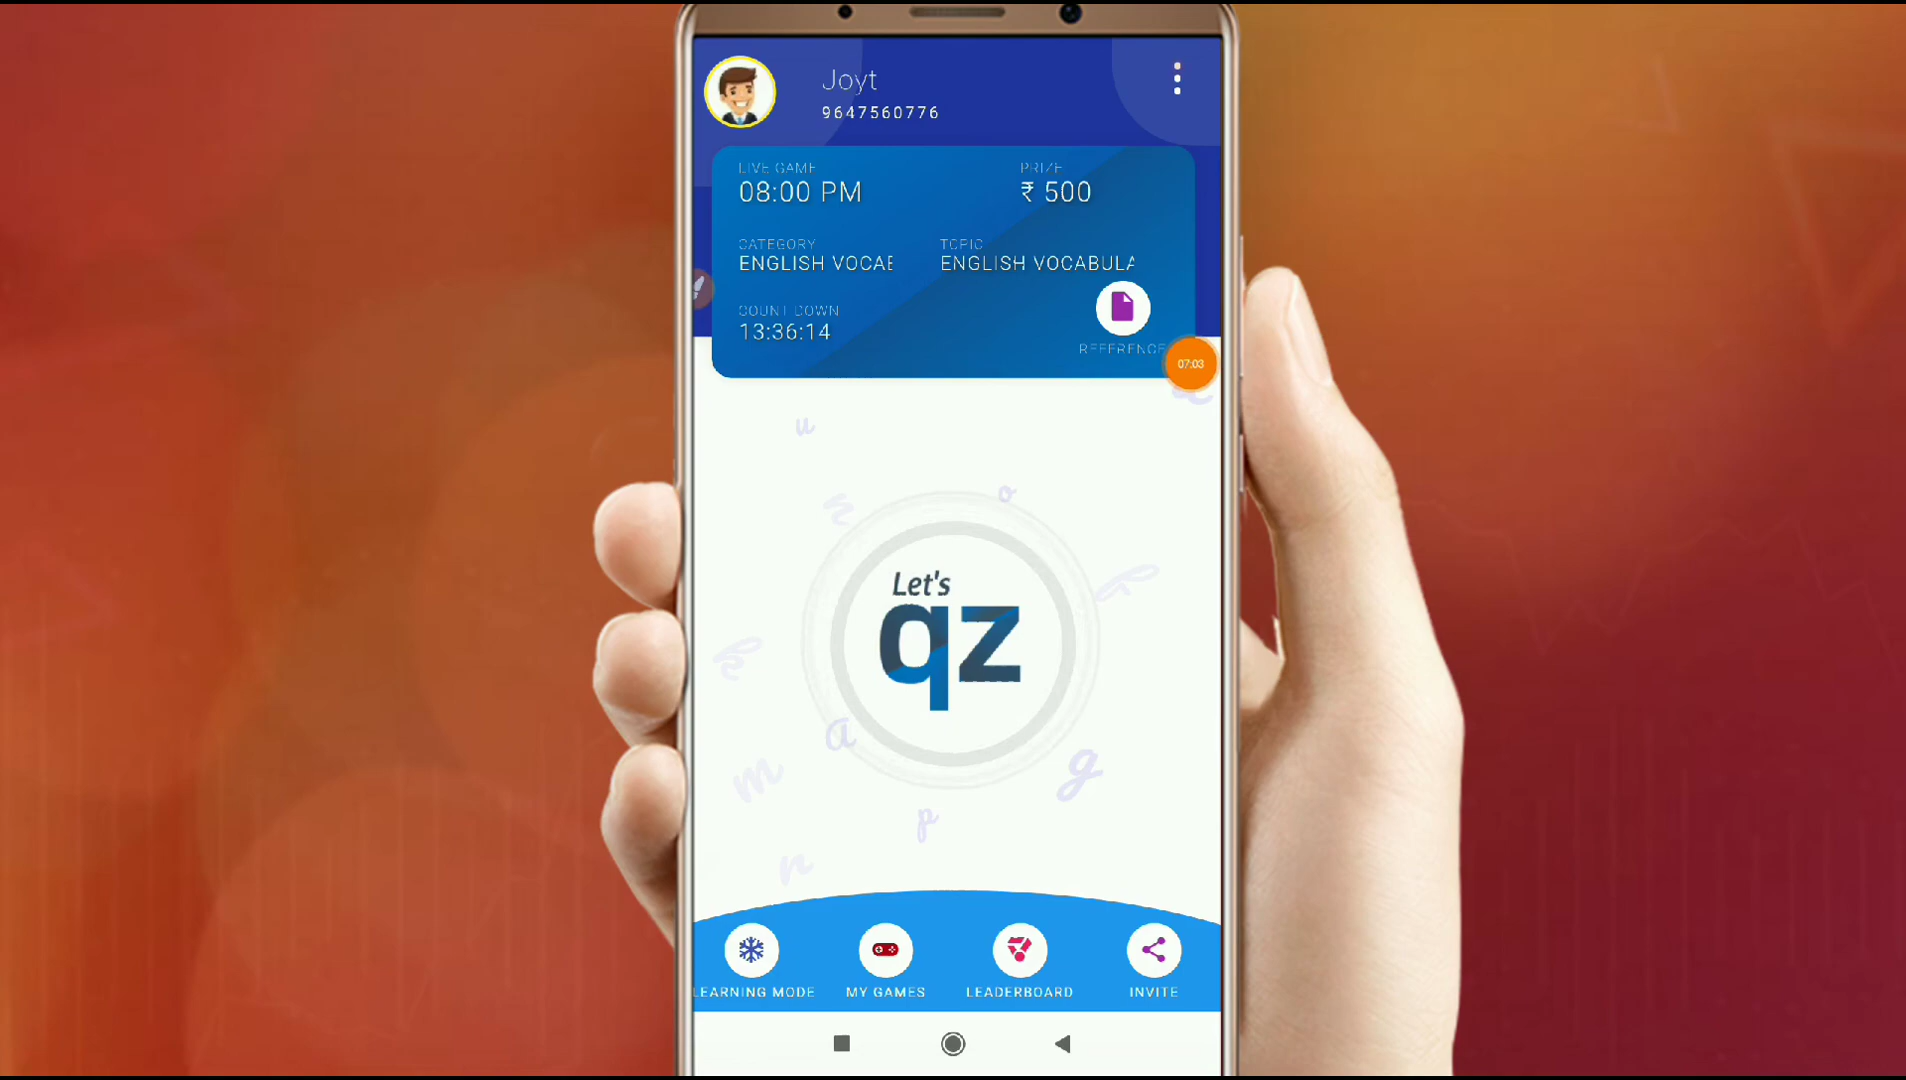 Joyt
9647560776
LIVE GAME
08:00 PM
PRIZE
₹ 500
CATEGORY
ENGLISH VOCAE
TOPIC
ENGLISH VOCABULA
COUNT DOWN
13:36:14
REFERENCE
07:03
u
o
a
m
g
p
n
Let's
qz
LEARNING MODE
MY GAMES
LEADERBOARD
INVITE